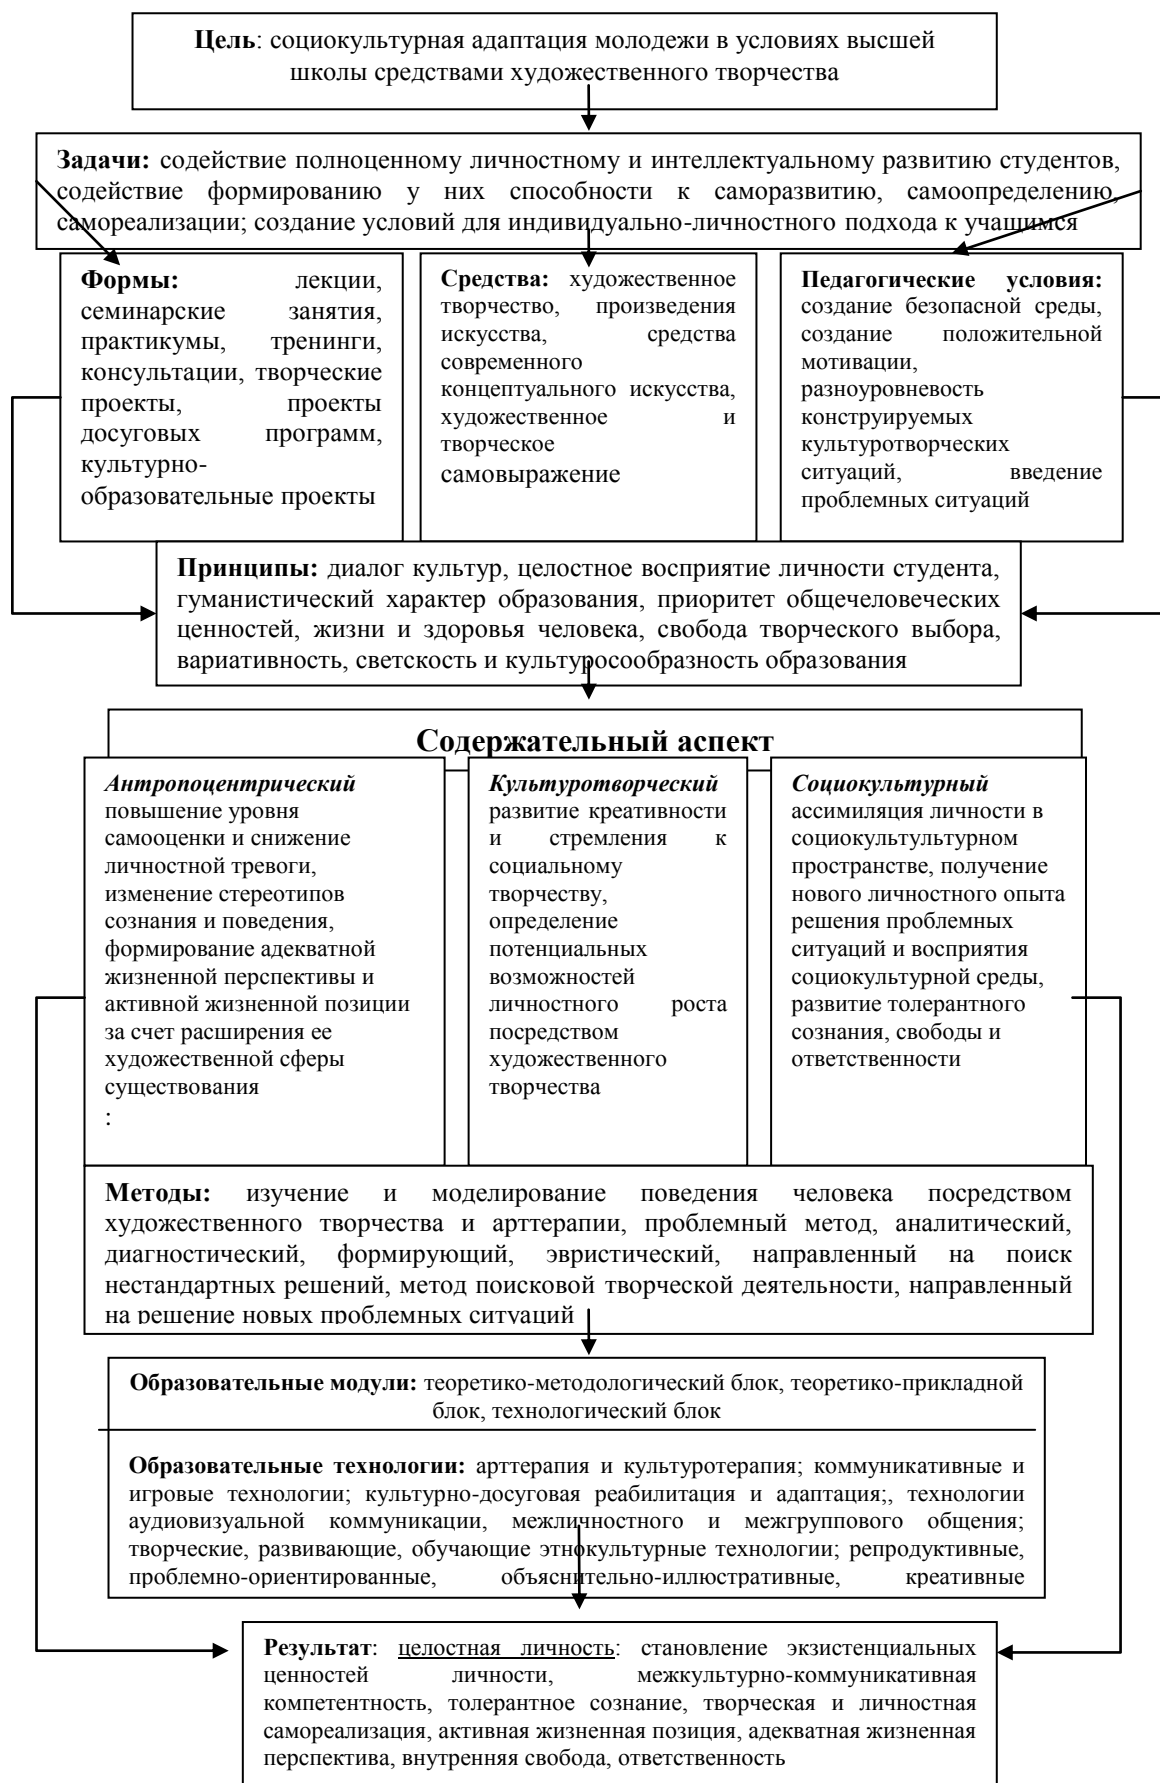 Цель: социокультурная адаптация молодежи в условиях высшей
школы средствами художественного творчества
Задачи: содействие полноценному личностному и интеллектуальному развитию студентов,
содействие формированию у них способности к саморазвитию, самоопределению,
самореализации; создание условий для индивидуально-личностного подхода к учащимся
Формы: лекции,
семинарские занятия,
практикумы, тренинги,
консультации, творческие
проекты, проекты
досуговых программ,
культурно-
образовательные проекты
Средства: художественное
творчество, произведения
искусства, средства
современного
концептуального искусства,
художественное и
творческое
самовыражение
Педагогические условия:
создание безопасной среды,
создание положительной
мотивации,
разноуровневость
конструируемых
культуротворческих
ситуаций, введение
проблемных ситуаций
Принципы: диалог культур, целостное восприятие личности студента,
гуманистический характер образования, приоритет общечеловеческих
ценностей, жизни и здоровья человека, свобода творческого выбора,
вариативность, светскость и культуросообразность образования
Содержательный аспект
Антропоцентрический
повышение уровня
самооценки и снижение
личностной тревоги,
изменение стереотипов
сознания и поведения,
формирование адекватной
жизненной перспективы и
активной жизненной позиции
за счет расширения ее
художественной сферы
существования
:
Культуротворческий
развитие креативности
и стремления к
социальному
творчеству,
определение
потенциальных
возможностей
личностного роста
посредством
художественного
творчества
Социокультурный
ассимиляция личности в
социокультультурном
пространстве, получение
нового личностного опыта
решения проблемных
ситуаций и восприятия
социокультурной среды,
развитие толерантного
сознания, свободы и
ответственности
Методы: изучение и моделирование поведения человека посредством
художественного творчества и арттерапии, проблемный метод, аналитический,
диагностический, формирующий, эвристический, направленный на поиск
нестандартных решений, метод поисковой творческой деятельности, направленный
на решение новых проблемных ситуаций
Образовательные модули: теоретико-методологический блок, теоретико-прикладной
блок, технологический блок
Образовательные технологии: арттерапия и культуротерапия; коммуникативные и
игровые технологии; культурно-досуговая реабилитация и адаптация;, технологии
аудиовизуальной коммуникации, межличностного и межгруппового общения;
творческие, развивающие, обучающие этнокультурные технологии; репродуктивные,
проблемно-ориентированные, объяснительно-иллюстративные, креативные
Результат: целостная личность: становление экзистенциальных
ценностей личности, межкультурно-коммуникативная
компетентность, толерантное сознание, творческая и личностная
самореализация, активная жизненная позиция, адекватная жизненная
перспектива, внутренняя свобода, ответственность